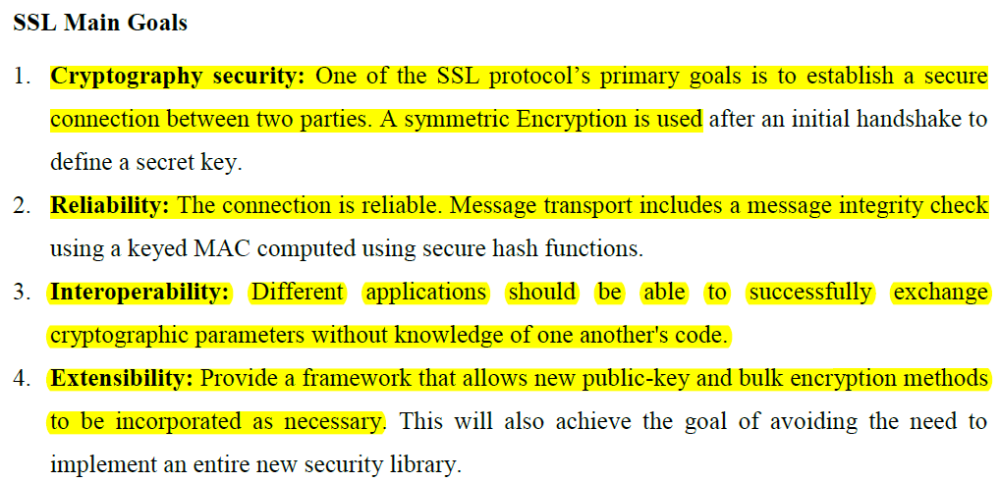 SSL Main Goals
1. Cryptography security: One of the SSL protocol’s primary goals is to establish a secure
connection between two parties. A symmetric Encryption is used after an initial handshake to
define a secret key.
2. Reliability: The connection is reliable. Message transport includes a message integrity check
using a keyed MAC computed using secure hash functions.
3. Interoperability: Different applications should be able to successfully exchange
cryptographic parameters without knowledge of one another's code.
4. Extensibility: Provide a framework that allows new public-key and bulk encryption methods
to be incorporated as necessary. This will also achieve the goal of avoiding the need to
implement an entire new security library.